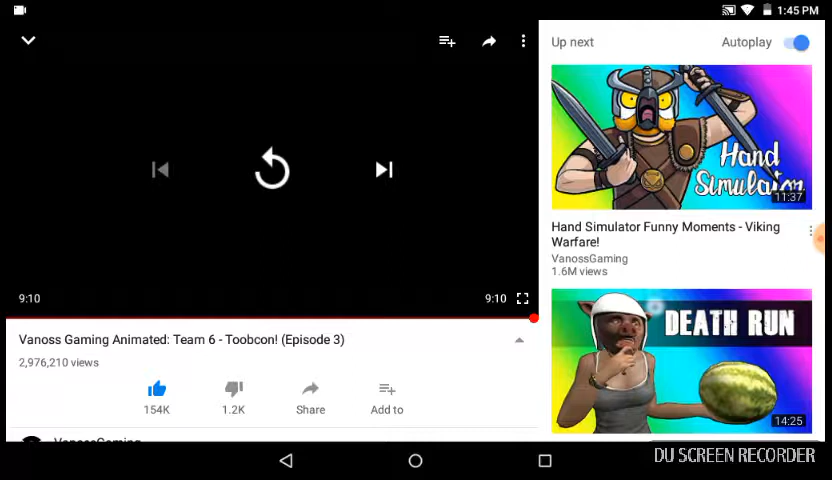 1:45 PM
Up next
Autoplay
Hand
Simulator
11:37
Hand Simulator Funny Moments - Viking
Warfare!
VanossGaming
1.6M views
9:10
9:10
Vanoss Gaming Animated: Team 6 - Toobcon! (Episode 3)
2,976,210 views
154K
1.2K
Share
Add to
VanossGaming
DEATH RUN
14:25
DU SCREEN RECORDER